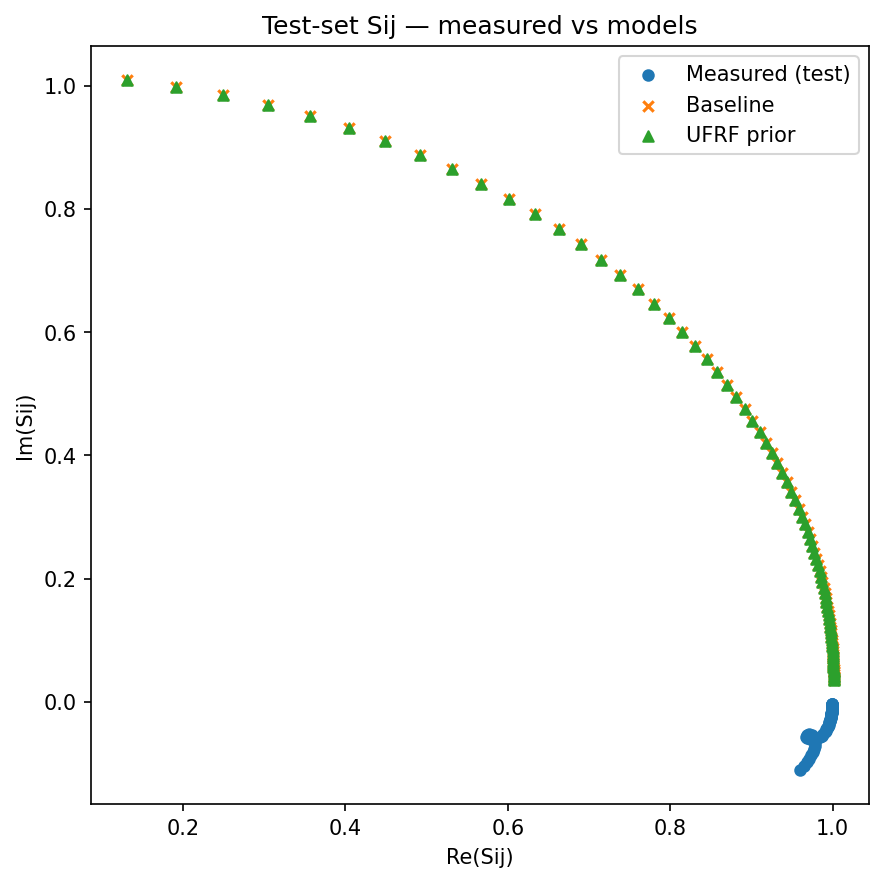 Test-set Sij — measured vs models
Measured (test)
Baseline
UFRF prior
1.0
0.8
0.6
0.4
0.2
0.0
Im(Sij)
0.2
0.4
0.6
0.8
1.0
Re(Sij)